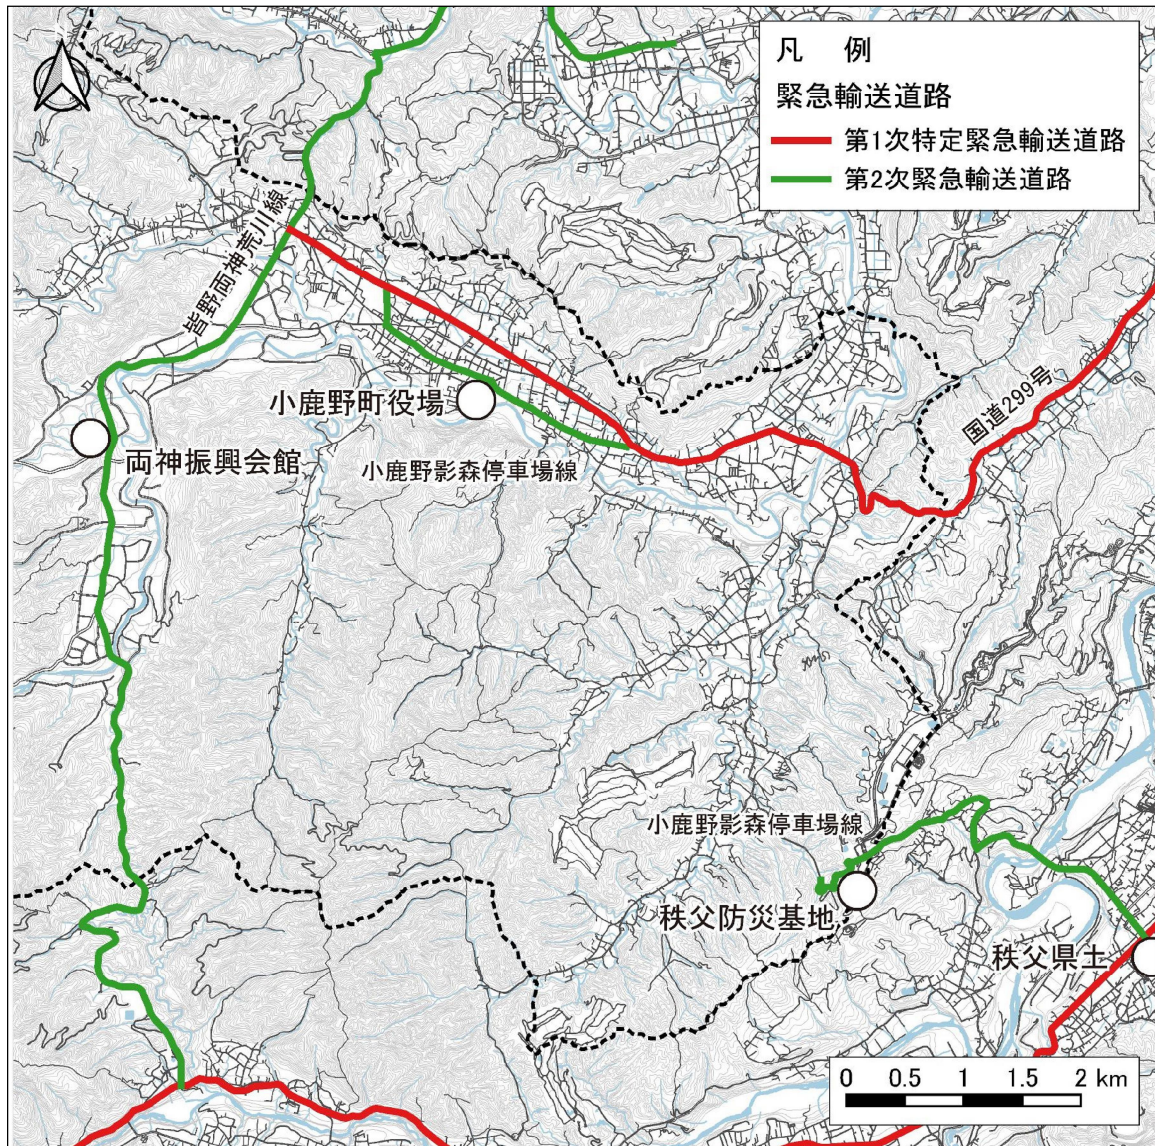 凡 例
緊急輸送道路
第1次特定緊急輸送道路
第2次緊急輸送道路
皆野両神荒川線
国道299号
小鹿野町役場
両神振興会館
小鹿野影森停車場線
小鹿野影森停車場線
秩父防災基地
秩父県土
0 0.5 1 1.5 2 km